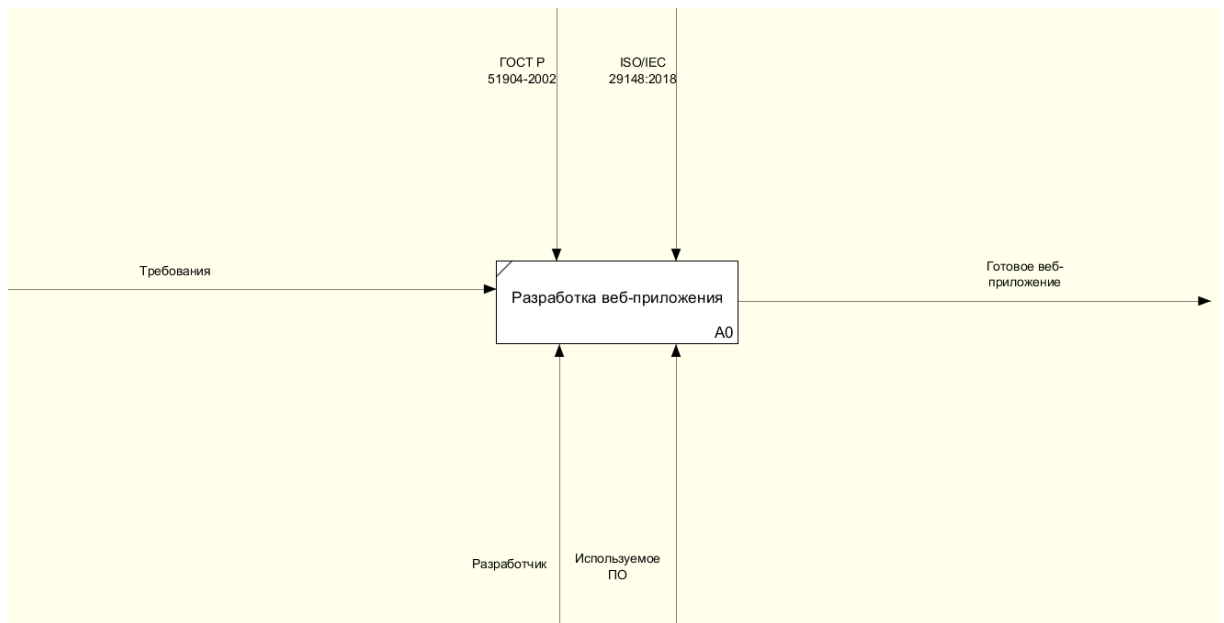 ГОСТ Р
51904-2002
ISO/IEC
29148:2018
Требования
Готовое веб-
приложение
Разработка веб-приложения
A0
Разработчик
Используемое
ПО